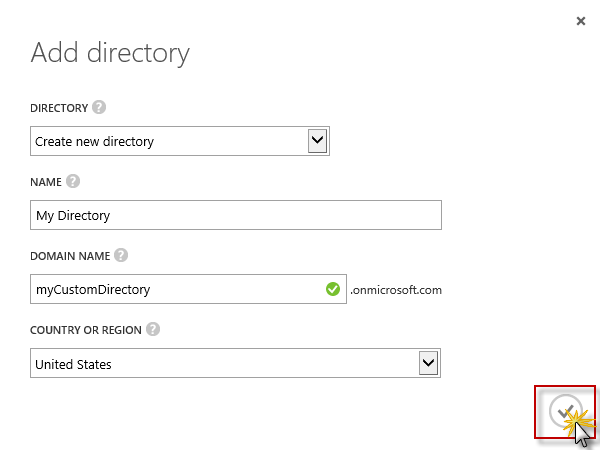 Add directory
DIRECTORY ?
Create new directory
NAME ?
My Directory
DOMAIN NAME ?
myCustomDirectory .onmicrosoft.com
COUNTRY OR REGION ?
United States